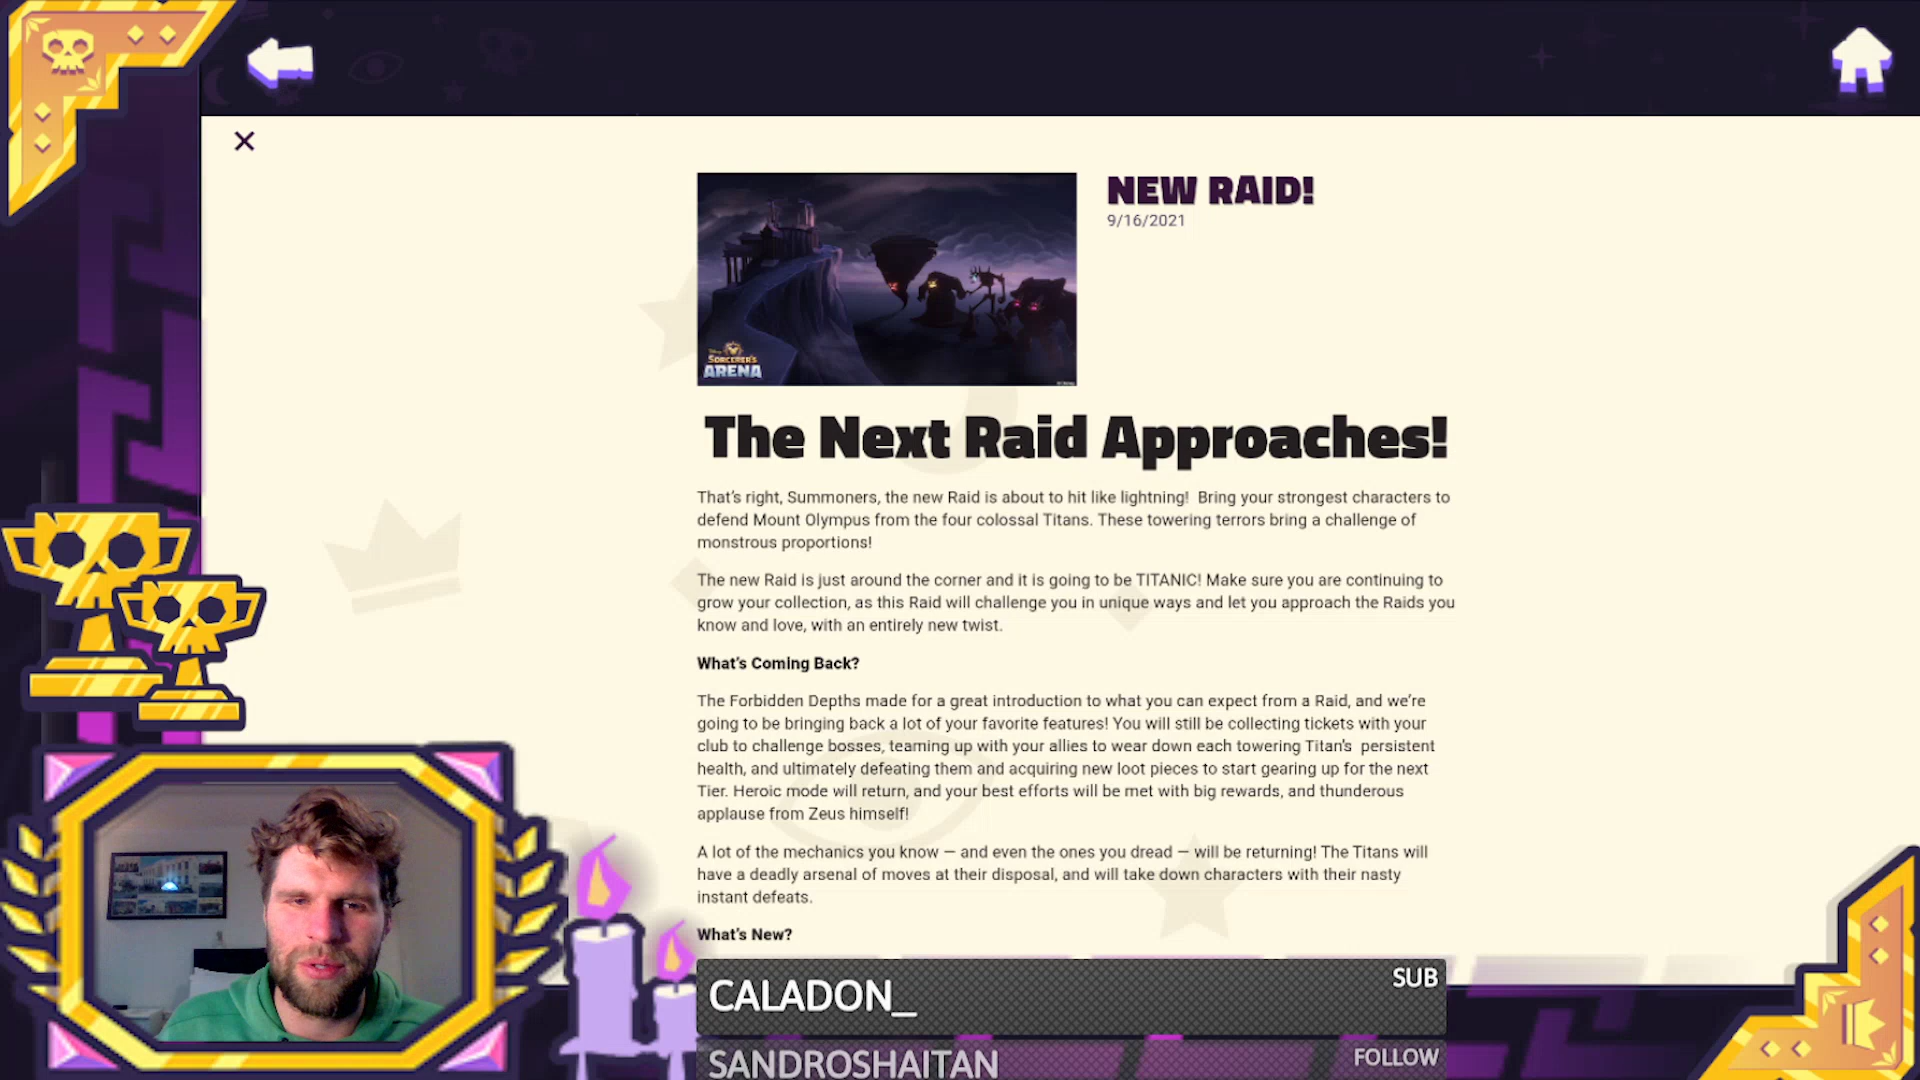 NEW RAID!
9/16/2021
SORCERER'S
ARENA
The Next Raid Approaches!
That's right, Summoners, the new Raid is about to hit like lightning!  Bring your strongest characters to
defend Mount Olympus from the four colossal Titans. These towering terrors bring a challenge of
monstrous proportions!
The new Raid is just around the corner and it is going to be TITANIC! Make sure you are continuing to
grow your collection, as this Raid will challenge you in unique ways and let you approach the Raids you
know and love, with an entirely new twist.
What's Coming Back?
The Forbidden Depths made for a great introduction to what you can expect from a Raid, and we're
going to be bringing back a lot of your favorite features! You will still be collecting tickets with your
club to challenge bosses, teaming up with your allies to wear down each towering Titan's  persistent
health, and ultimately defeating them and acquiring new loot pieces to start gearing up for the next
Tier. Heroic mode will return, and your best efforts will be met with big rewards, and thunderous
applause from Zeus himself!
A lot of the mechanics you know — and even the ones you dread — will be returning! The Titans will
have a deadly arsenal of moves at their disposal, and will take down characters with their nasty
instant defeats.
What's New?
CALADON_ SUB
SANDROSHAITAN FOLLOW